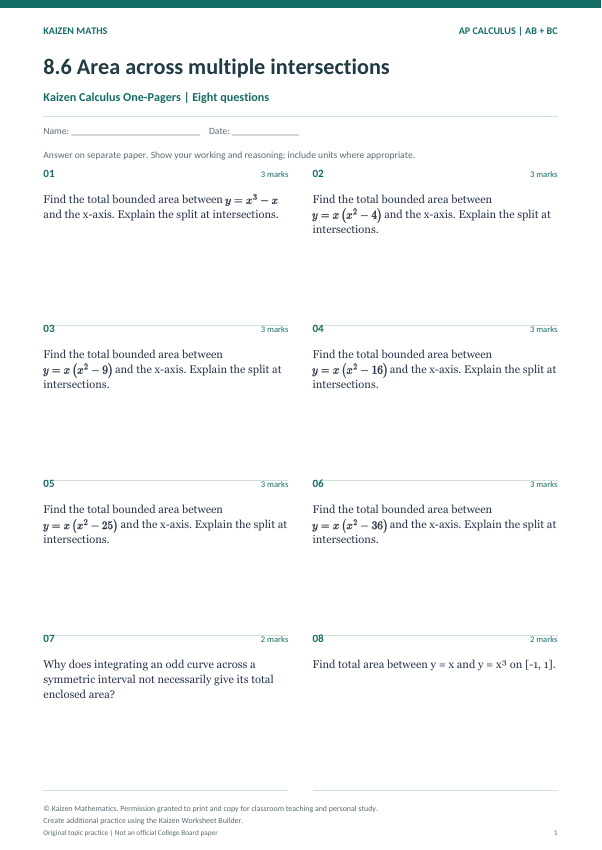 KAIZEN MATHS
AP CALCULUS | AB + BC
8.6 Area across multiple intersections
Kaizen Calculus One-Pagers | Eight questions
Name: ____________________________ Date: ______________
Answer on separate paper. Show your working and reasoning; include units where appropriate.
01 3 marks
Find the total bounded area between y = x³ − x
and the x-axis. Explain the split at intersections.
02 3 marks
Find the total bounded area between
y = x (x² − 4) and the x-axis. Explain the split at
intersections.
03 3 marks
Find the total bounded area between
y = x (x² − 9) and the x-axis. Explain the split at
intersections.
04 3 marks
Find the total bounded area between
y = x (x² − 16) and the x-axis. Explain the split at
intersections.
05 3 marks
Find the total bounded area between
y = x (x² − 25) and the x-axis. Explain the split at
intersections.
06 3 marks
Find the total bounded area between
y = x (x² − 36) and the x-axis. Explain the split at
intersections.
07 2 marks
Why does integrating an odd curve across a
symmetric interval not necessarily give its total
enclosed area?
08 2 marks
Find total area between y = x and y = x³ on [-1, 1].
© Kaizen Mathematics. Permission granted to print and copy for classroom teaching and personal study.
Create additional practice using the Kaizen Worksheet Builder.
Original topic practice | Not an official College Board paper
1